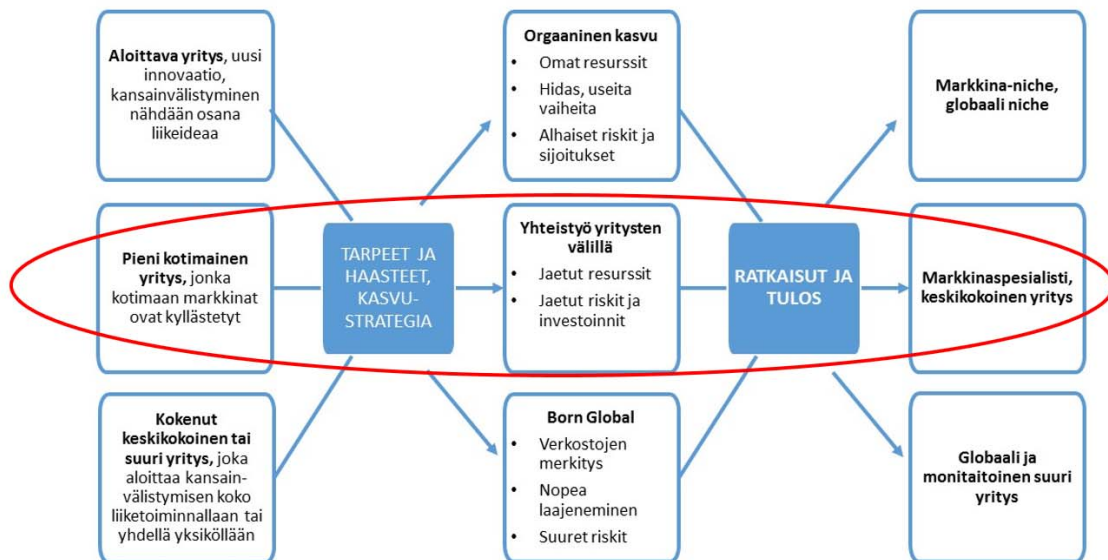 Aloittava yritys, uusi
innovaatio,
kansainvälistyminen
nähdään osana
liikeideaa
Orgaaninen kasvu
• Omat resurssit
• Hidas, useita
vaiheita
• Alhaiset riskit ja
sijoitukset
Markkina-niche,
globaali niche
Pieni kotimainen
yritys, jonka
kotimaan markkinat
ovat kyllästetyt
TARPEET JA
HAASTEET,
KASVU-
STRATEGIA
Yhteistyö yritysten
välillä
• Jaetut resurssit
• Jaetut riskit ja
investoinnit
RATKAISUT JA
TULOS
Markkinaspesialisti,
keskikokoinen yritys
Kokenut
keskikokoinen tai
suuri yritys, joka
aloittaa kansain-
välistymisen koko
liiketoiminnallaan tai
yhdellä yksiköllään
Born Global
• Verkostojen
merkitys
• Nopea
laajeneminen
• Suuret riskit
Globaali ja
monitaitoinen suuri
yritys